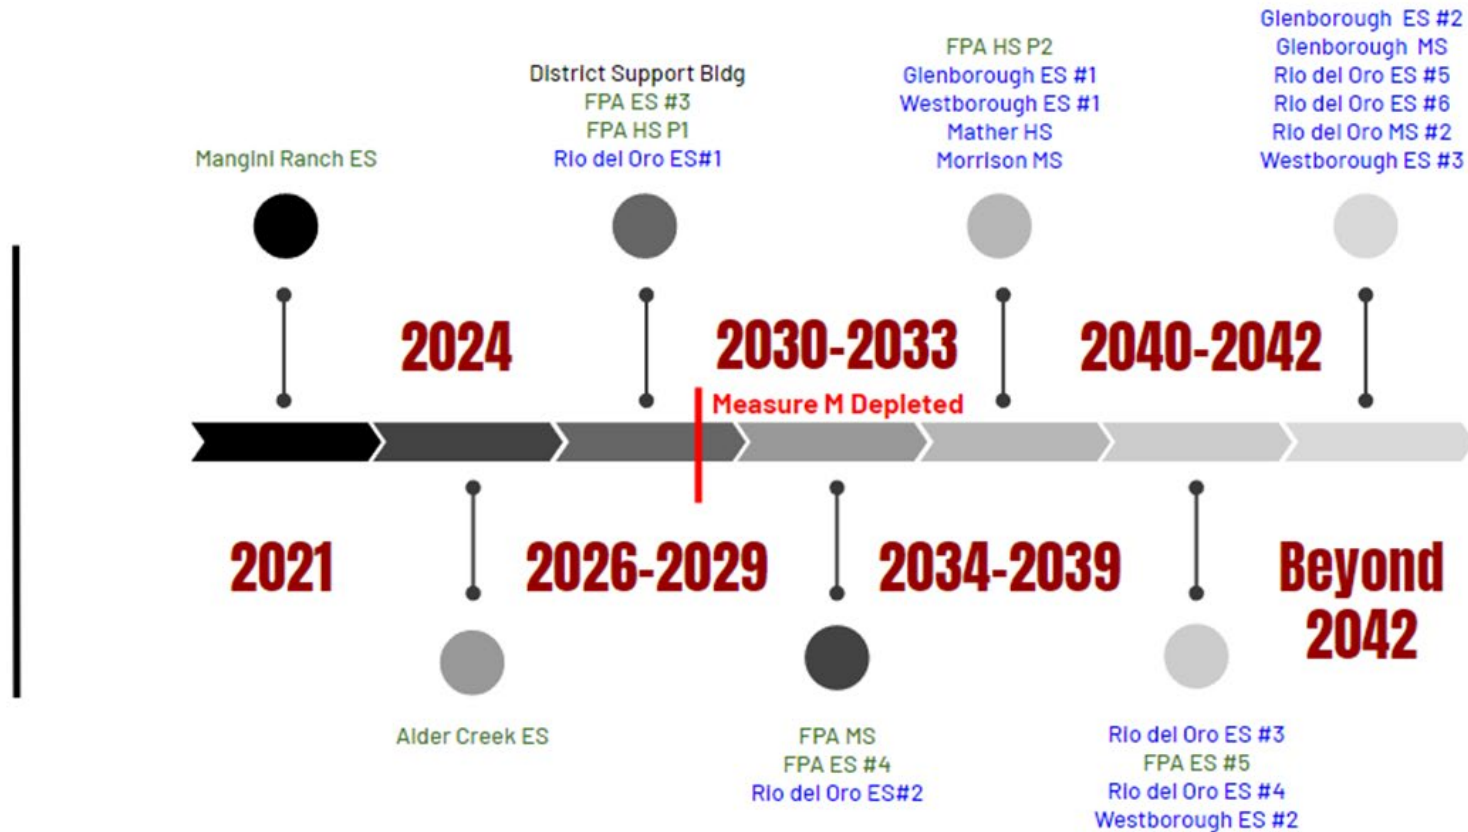 Mangini Ranch ES
District Support Bldg
FPA ES #3
FPA HS P1
Rio del Oro ES#1
FPA HS P2
Glenborough ES #1
Westborough ES #1
Mather HS
Morrison MS
Glenborough ES #2
Glenborough MS
Rio del Oro ES #5
Rio del Oro ES #6
Rio del Oro MS #2
Westborough ES #3
2024
2030-2033
2040-2042
Measure M Depleted
2021
2026-2029
2034-2039
Beyond
2042
Alder Creek ES
FPA MS
FPA ES #4
Rio del Oro ES#2
Rio del Oro ES #3
FPA ES #5
Rio del Oro ES #4
Westborough ES #2